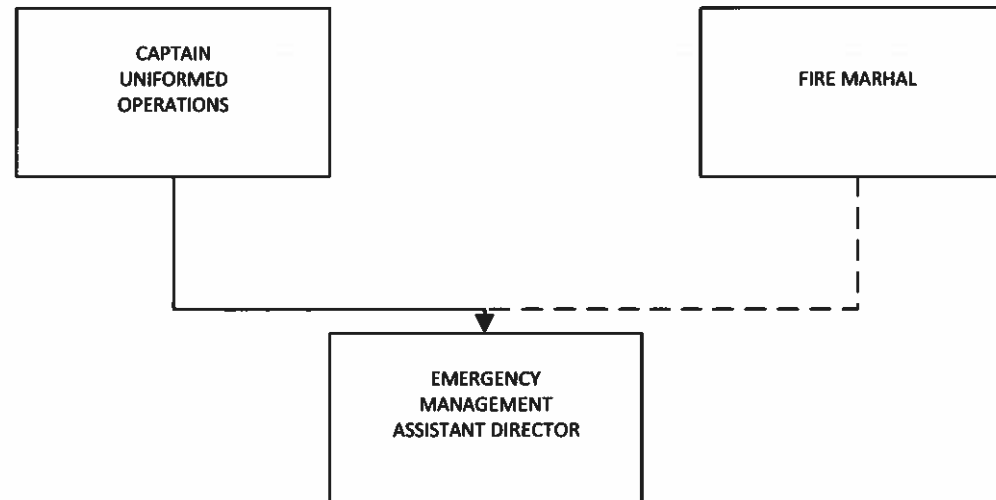 CAPTAIN
UNIFORMED
OPERATIONS
FIRE MARHAL
EMERGENCY
MANAGEMENT
ASSISTANT DIRECTOR